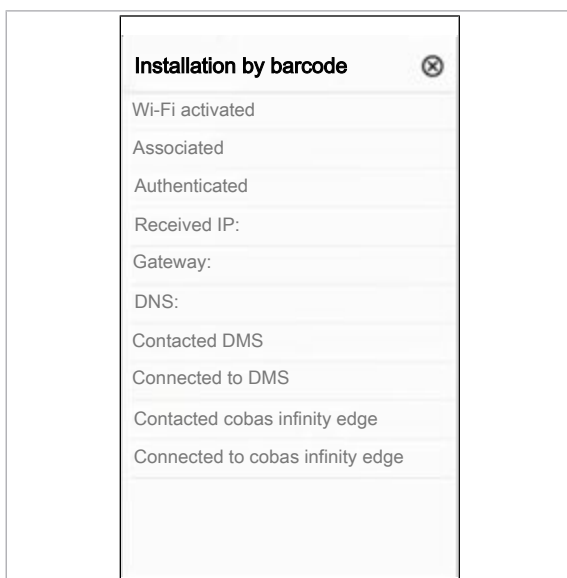 Installation by barcode
Wi-Fi activated
Associated
Authenticated
Received IP:
Gateway:
DNS:
Contacted DMS
Connected to DMS
Contacted cobas infinity edge
Connected to cobas infinity edge